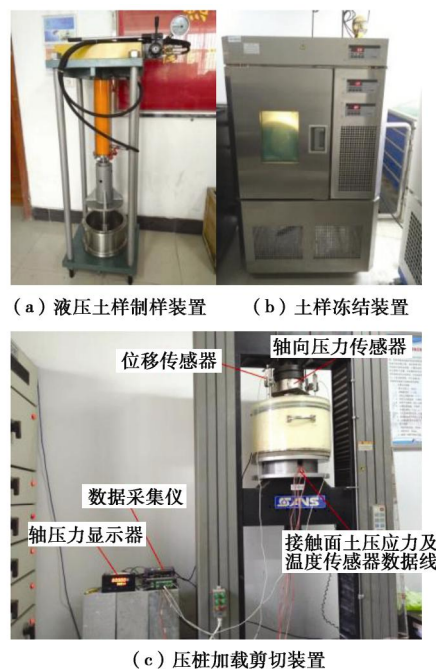 （a）液压土样制样装置
（b）土样冻结装置
轴向压力传感器
位移传感器
数据采集仪
轴压力显示器
SANS
接触面土压应力及
温度传感器数据线
（c）压桩加载剪切装置